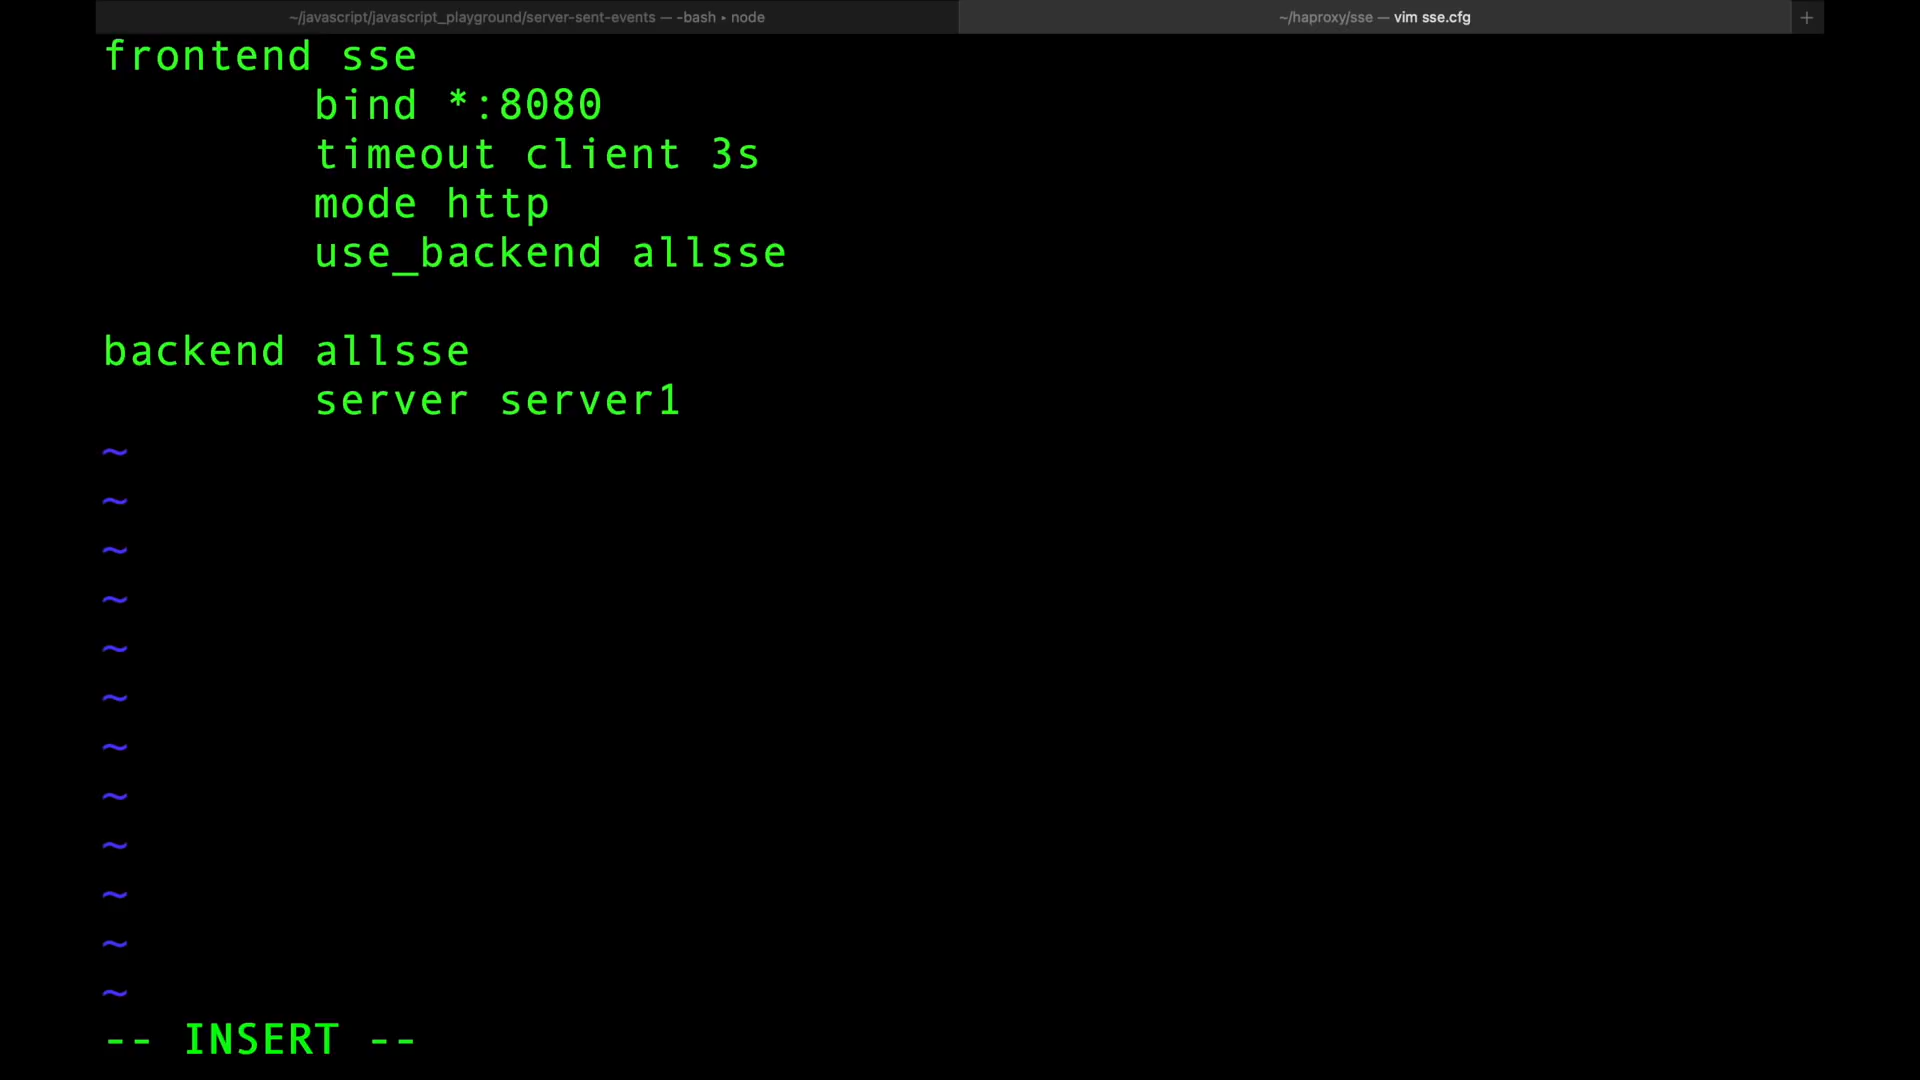 ~/javascript/javascript_playground/server-sent-events — -bash ▸ node
~/haproxy/sse — vim sse.cfg
+
frontend sse
        bind *:8080
        timeout client 3s
        mode http
        use_backend allsse

backend allsse
        server server1
~
~
~
~
~
~
~
~
~
~
~
~
-- INSERT --